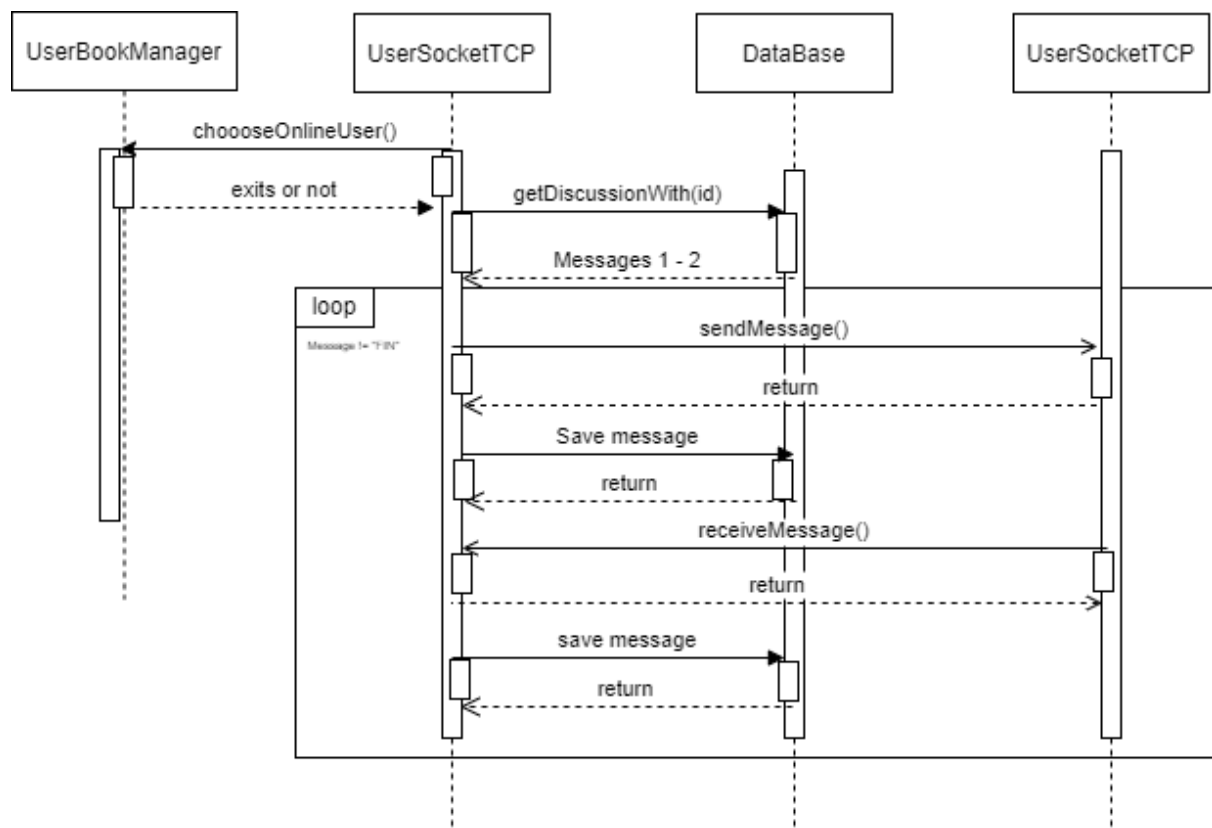 UserBookManager
UserSocketTCP
DataBase
UserSocketTCP
choooseOnlineUser()
exits or not
getDiscussionWith(id)
Messages 1 - 2
loop
Message != "FIN"
sendMessage()
return
Save message
return
receiveMessage()
return
save message
return